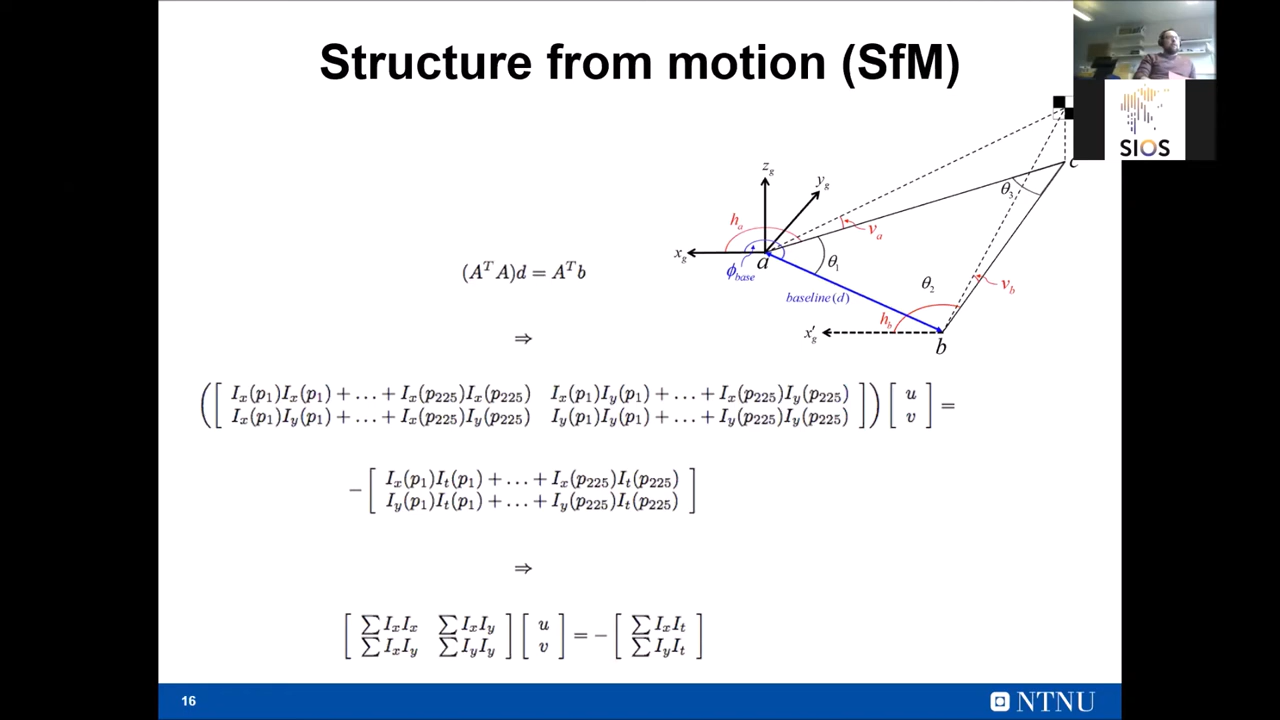 Structure from motion (SfM)
SIOS
z_g
y_g
c
θ_3
h_a
v_a
x_g
a
θ_1
ϕ_base
θ_2
v_b
baseline(d)
h_b
x'_g
b
(A^T A)d = A^T b
⇒
([ I_x(p_1)I_x(p_1) + … + I_x(p_225)I_x(p_225) I_x(p_1)I_y(p_1) + … + I_x(p_225)I_y(p_225) ]) [ u ] =
([ I_x(p_1)I_y(p_1) + … + I_x(p_225)I_y(p_225) I_y(p_1)I_y(p_1) + … + I_y(p_225)I_y(p_225) ]) [ v ]
− [ I_x(p_1)I_t(p_1) + … + I_x(p_225)I_t(p_225) ]
[ I_y(p_1)I_t(p_1) + … + I_y(p_225)I_t(p_225) ]
⇒
[ ∑ I_xI_x ∑ I_xI_y ] [ u ] = − [ ∑ I_xI_t ]
[ ∑ I_xI_y ∑ I_yI_y ] [ v ] [ ∑ I_yI_t ]
16
NTNU